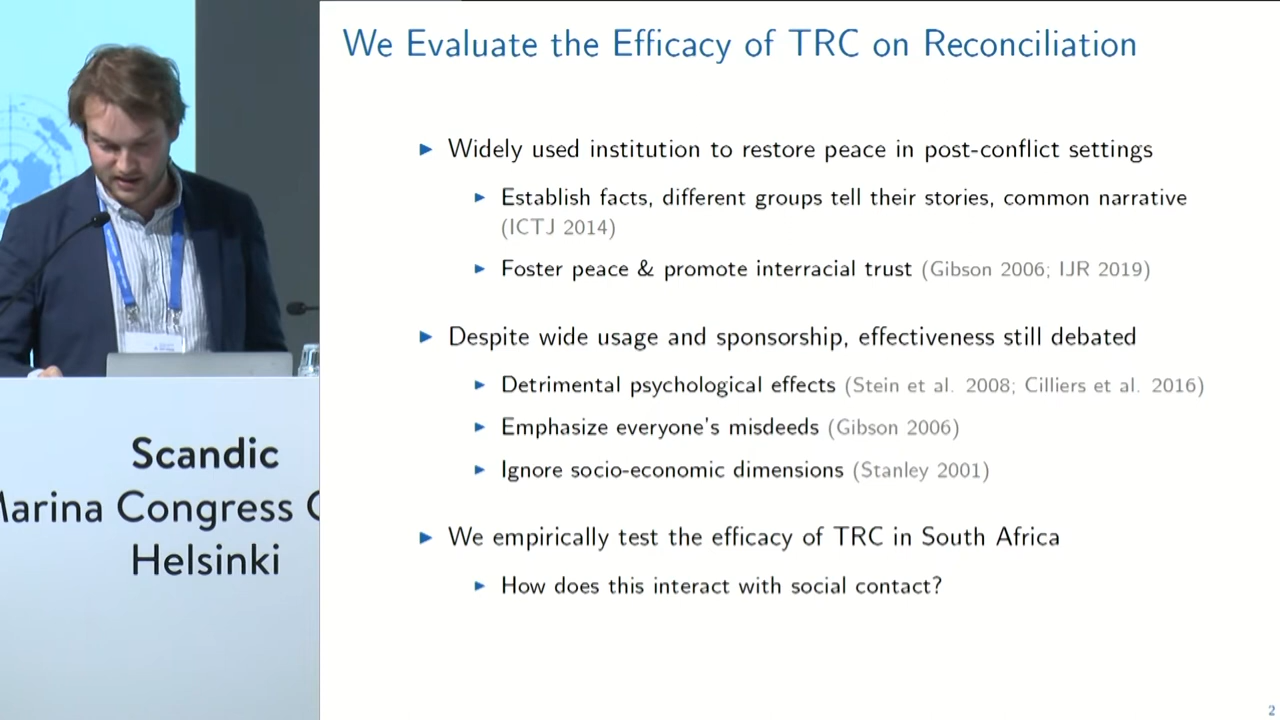 We Evaluate the Efficacy of TRC on Reconciliation
► Widely used institution to restore peace in post-conflict settings
► Establish facts, different groups tell their stories, common narrative
(ICTJ 2014)
► Foster peace & promote interracial trust (Gibson 2006; IJR 2019)
► Despite wide usage and sponsorship, effectiveness still debated
► Detrimental psychological effects (Stein et al. 2008; Cilliers et al. 2016)
► Emphasize everyone's misdeeds (Gibson 2006)
► Ignore socio-economic dimensions (Stanley 2001)
► We empirically test the efficacy of TRC in South Africa
► How does this interact with social contact?
2
Scandic
Marina Congress C
Helsinki